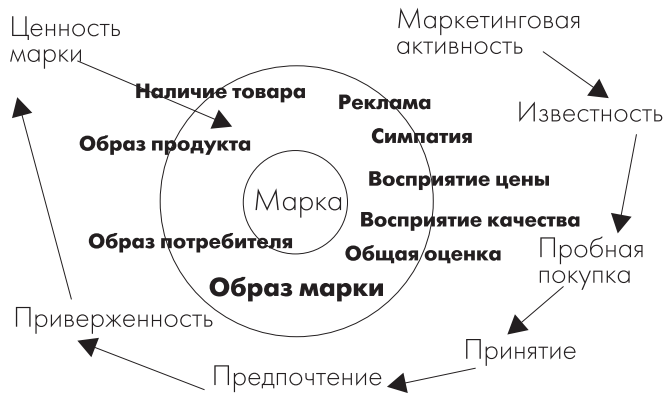 Ценность
марки
Маркетинговая
активность
Наличие товара
Реклама
Известность
Симпатия
Образ продукта
Восприятие цены
Марка
Восприятие качества
Образ потребителя
Общая оценка
Пробная
покупка
Образ марки
Приверженность
Принятие
Предпочтение